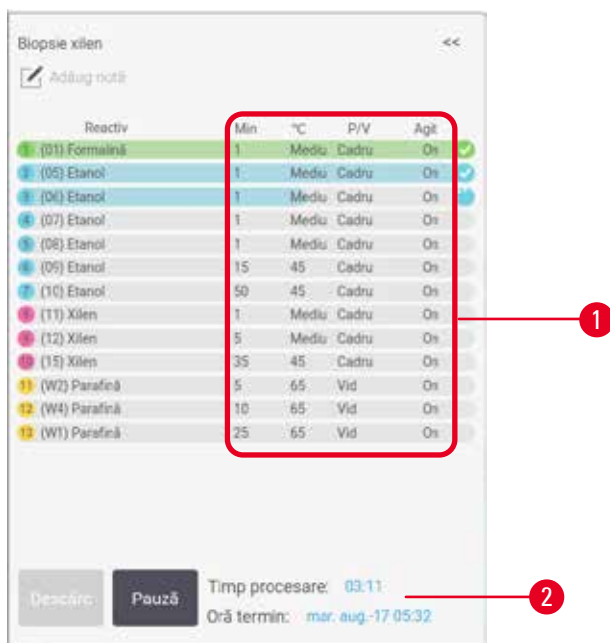 Biopsie xilen <<
Adăug notă
Reactiv Min °C P/V Agit
1 (01) Formalină 1 Mediu Cadru On
2 (05) Etanol 1 Mediu Cadru On
3 (06) Etanol 1 Mediu Cadru On
4 (07) Etanol 1 Mediu Cadru On
5 (08) Etanol 1 Mediu Cadru On
6 (09) Etanol 15 45 Cadru On
7 (10) Etanol 50 45 Cadru On
8 (11) Xilen 1 Mediu Cadru On
9 (12) Xilen 5 Mediu Cadru On
10 (15) Xilen 35 45 Cadru On
11 (W2) Parafină 5 65 Vid On
12 (W4) Parafină 10 65 Vid On
13 (W1) Parafină 25 65 Vid On
1
Descărc Pauză Timp procesare: 03:11
Oră termin: mar. aug.-17 05:32
2